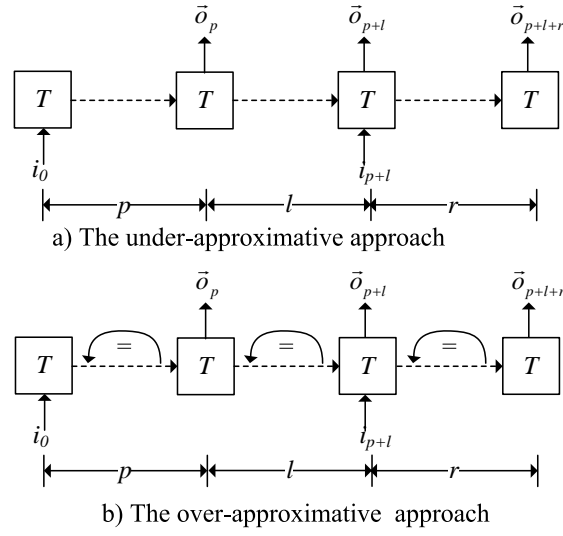 o⃗ₚ o⃗ₚ₊ₗ o⃗ₚ₊ₗ₊ᵣ
T T T T
i₀ iₚ₊ₗ
p l r
a) The under-approximative approach
o⃗ₚ o⃗ₚ₊ₗ o⃗ₚ₊ₗ₊ᵣ
= = =
T T T T
i₀ iₚ₊ₗ
p l r
b) The over-approximative approach